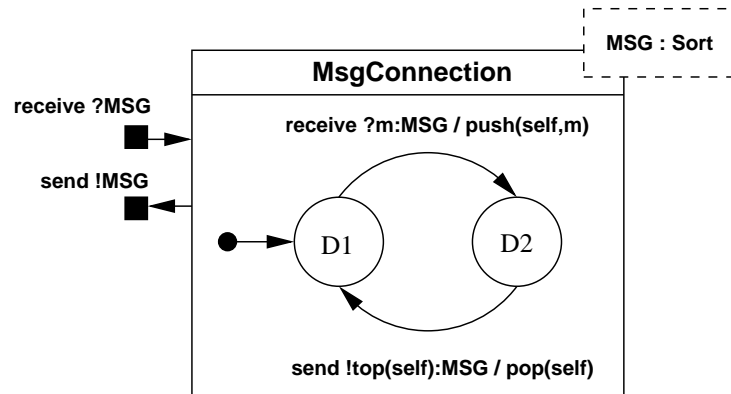 MSG : Sort
MsgConnection
receive ?MSG
send !MSG
receive ?m:MSG / push(self,m)
D1
D2
send !top(self):MSG / pop(self)